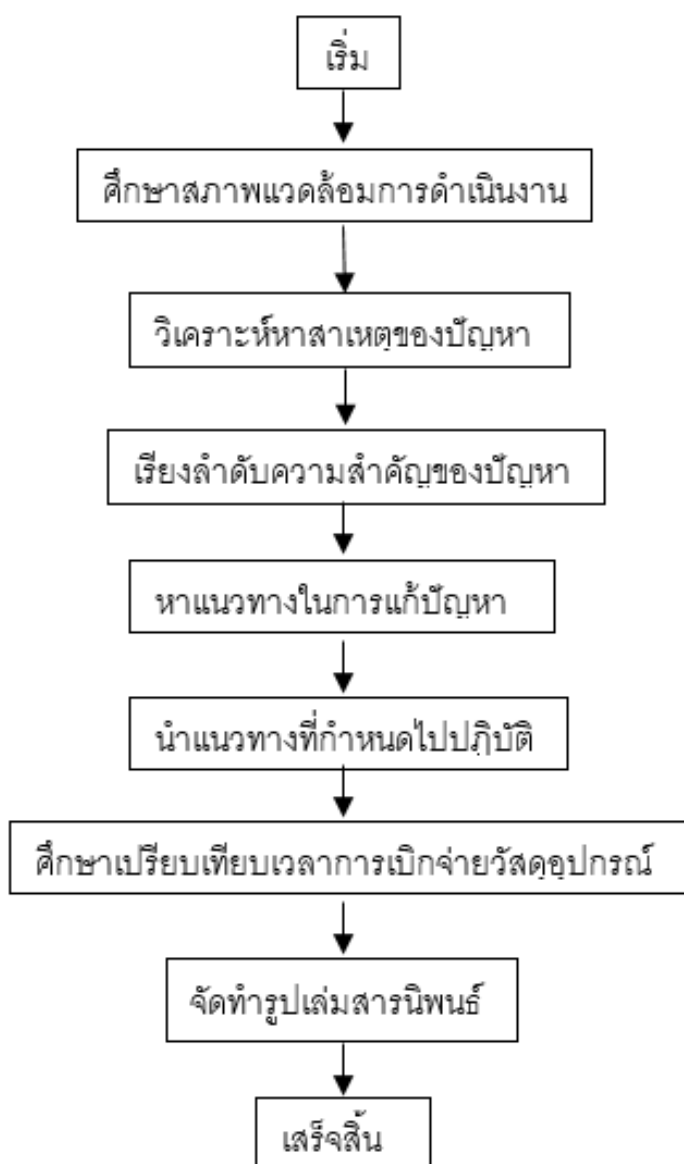 เริ่ม
ศึกษาสภาพแวดล้อมการดำเนินงาน
วิเคราะห์หาสาเหตุของปัญหา
เรียงลำดับความสำคัญของปัญหา
หาแนวทางในการแก้ปัญหา
นำแนวทางที่กำหนดไปปฏิบัติ
ศึกษาเปรียบเทียบเวลาการเบิกจ่ายวัสดุอุปกรณ์
จัดทำรูปเล่มสารนิพนธ์
เสร็จสิ้น